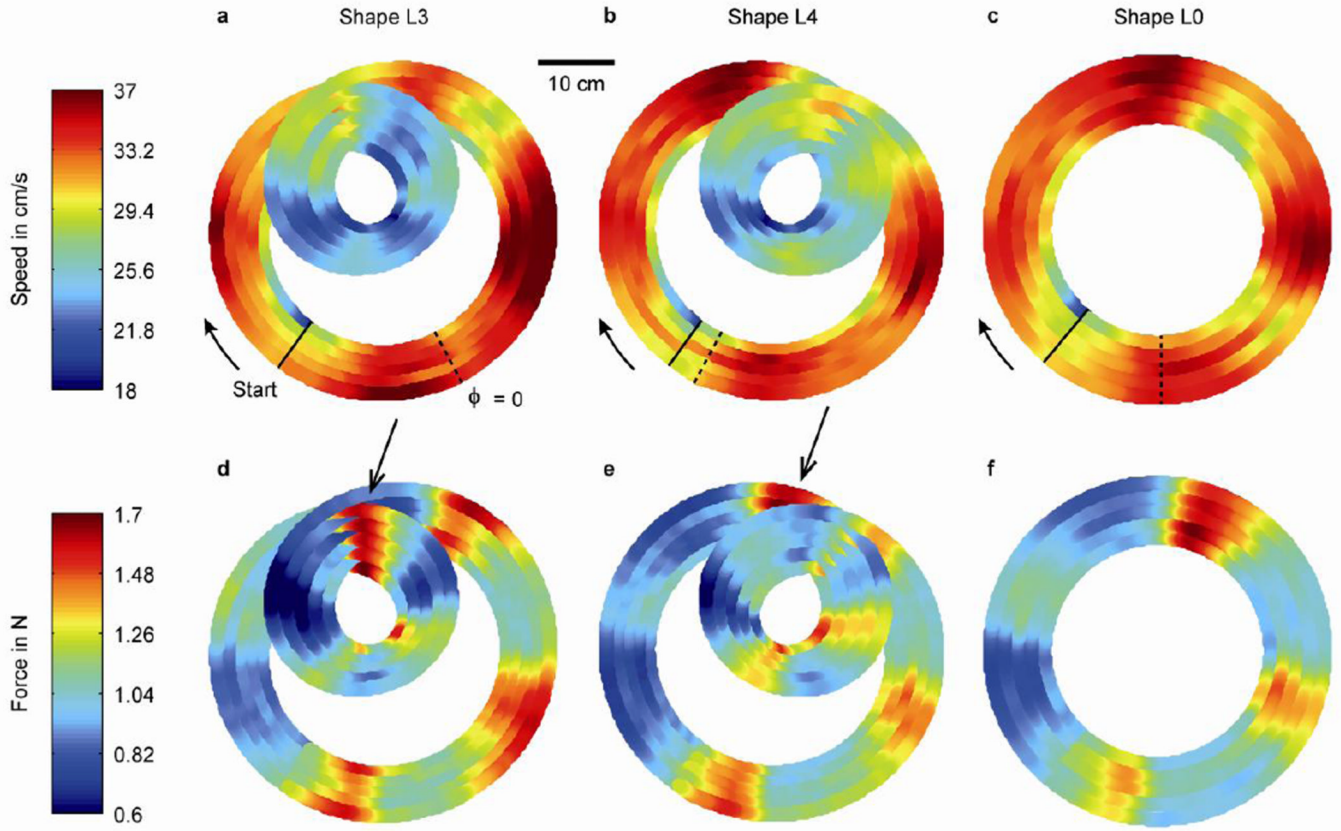 a Shape L3
b Shape L4
c Shape L0
10 cm
Speed in cm/s
37
33.2
29.4
25.6
21.8
18
Start
ϕ = 0
d
e
f
Force in N
1.7
1.48
1.26
1.04
0.82
0.6